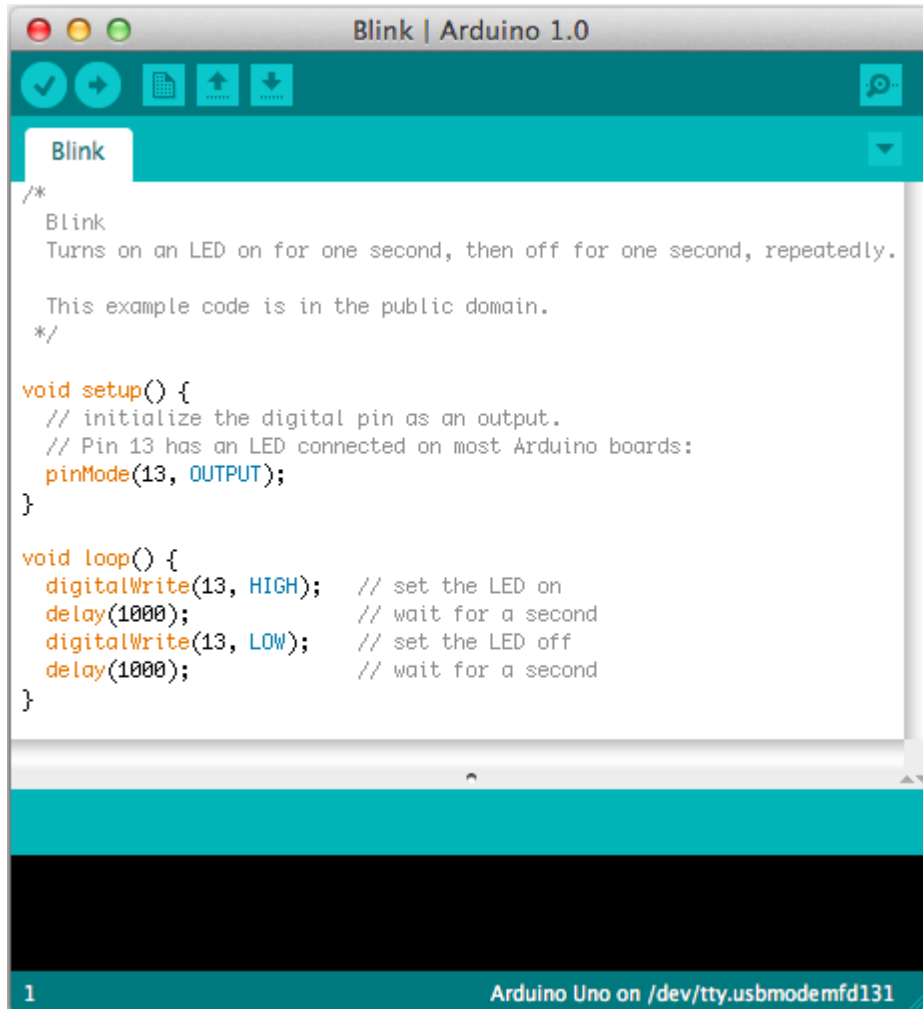 Blink | Arduino 1.0
Blink
/*
  Blink
  Turns on an LED on for one second, then off for one second, repeatedly.

  This example code is in the public domain.
 */

void setup() {
  // initialize the digital pin as an output.
  // Pin 13 has an LED connected on most Arduino boards:
  pinMode(13, OUTPUT);
}

void loop() {
  digitalWrite(13, HIGH);   // set the LED on
  delay(1000);              // wait for a second
  digitalWrite(13, LOW);    // set the LED off
  delay(1000);              // wait for a second
}
1 Arduino Uno on /dev/tty.usbmodemfd131